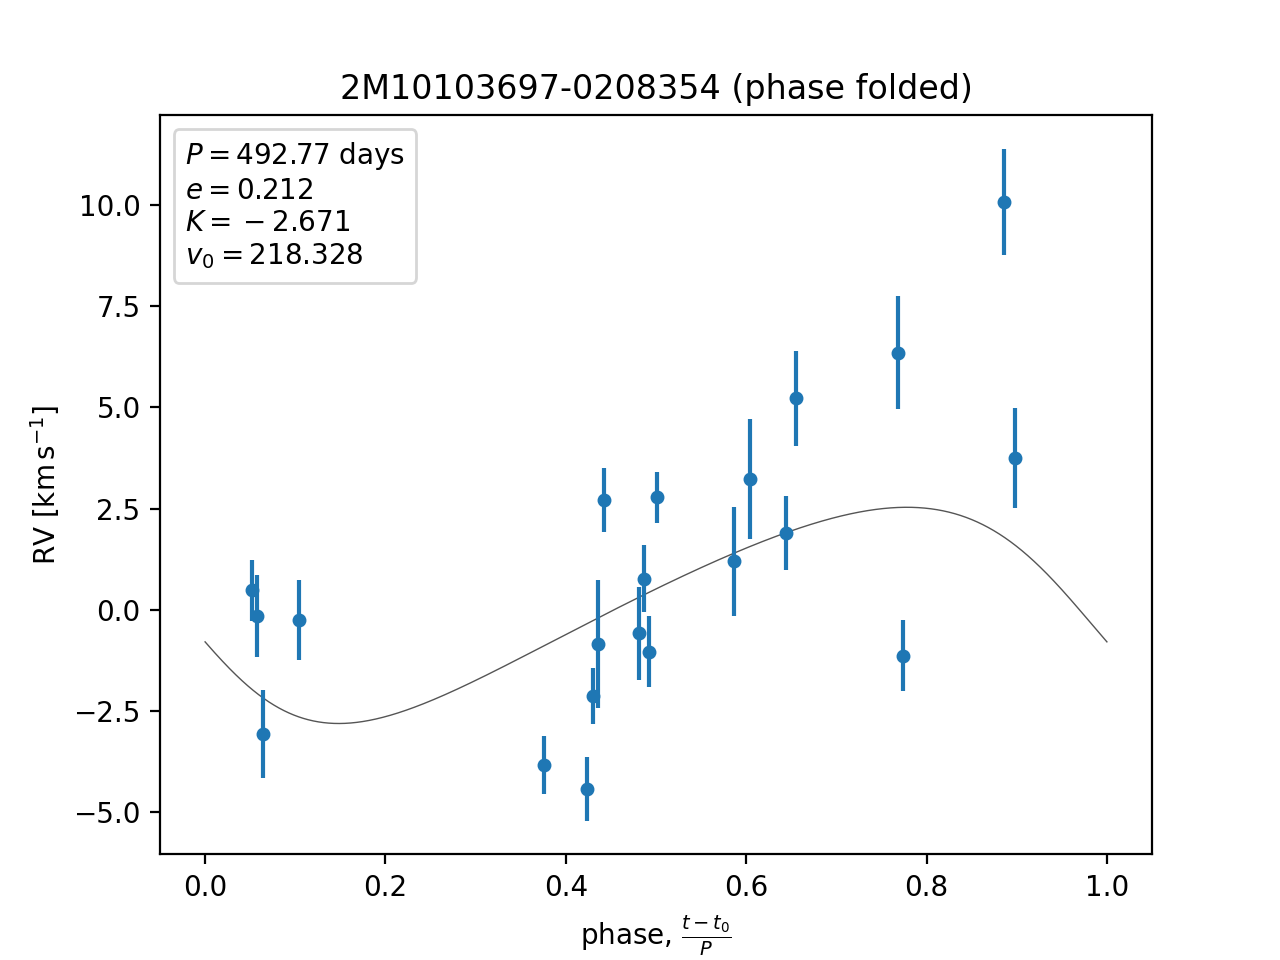 2M10103697-0208354 (phase folded)
P = 492.77 days
e = 0.212
K = −2.671
v₀ = 218.328
10.0
7.5
5.0
2.5
0.0
−2.5
−5.0
RV [km s⁻¹]
0.0 0.2 0.4 0.6 0.8 1.0
phase, (t − t₀)/P